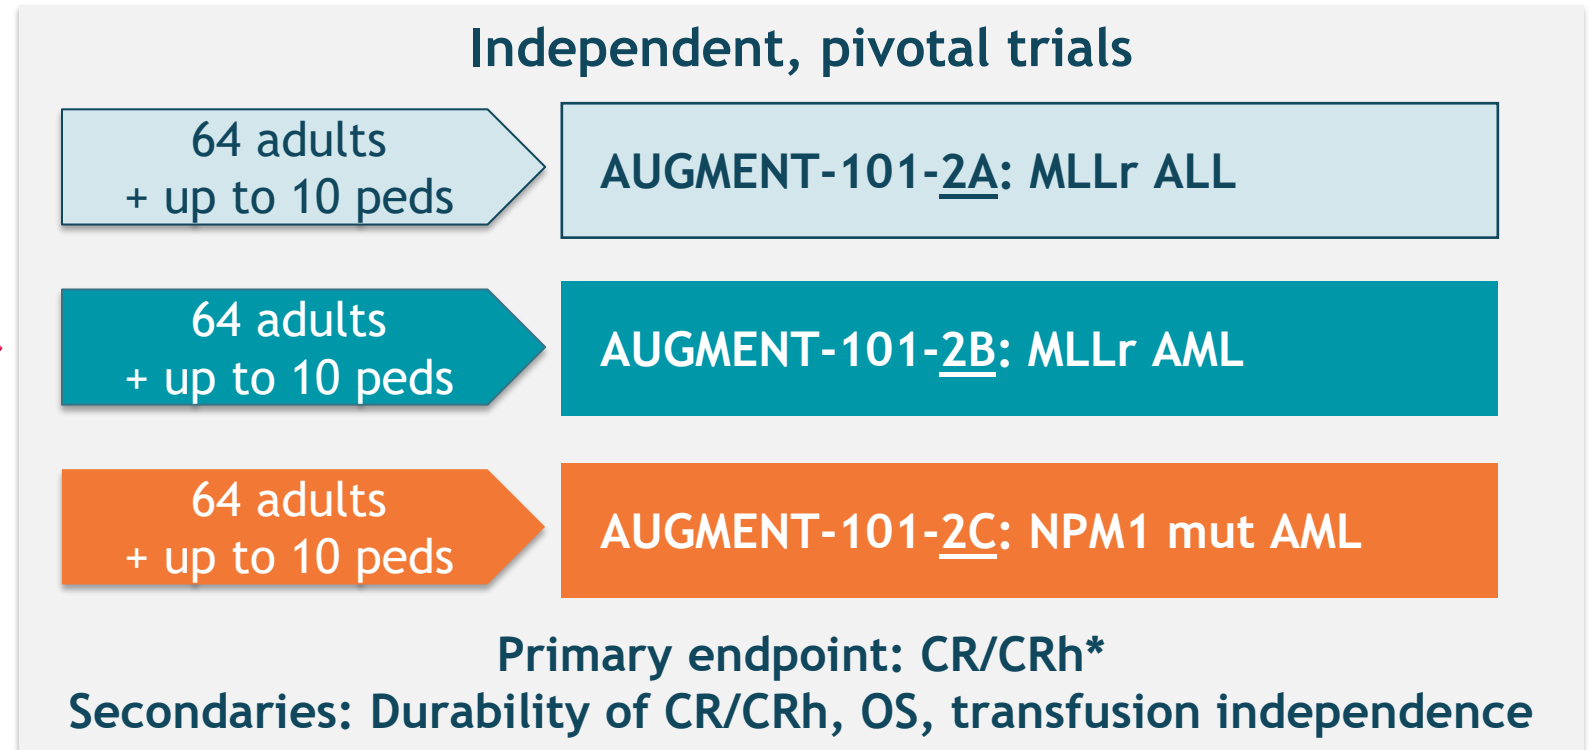 Independent, pivotal trials
64 adults
+ up to 10 peds
AUGMENT-101-2A: MLLr ALL
64 adults
+ up to 10 peds
AUGMENT-101-2B: MLLr AML
64 adults
+ up to 10 peds
AUGMENT-101-2C: NPM1 mut AML
Primary endpoint: CR/CRh*
Secondaries: Durability of CR/CRh, OS, transfusion independence